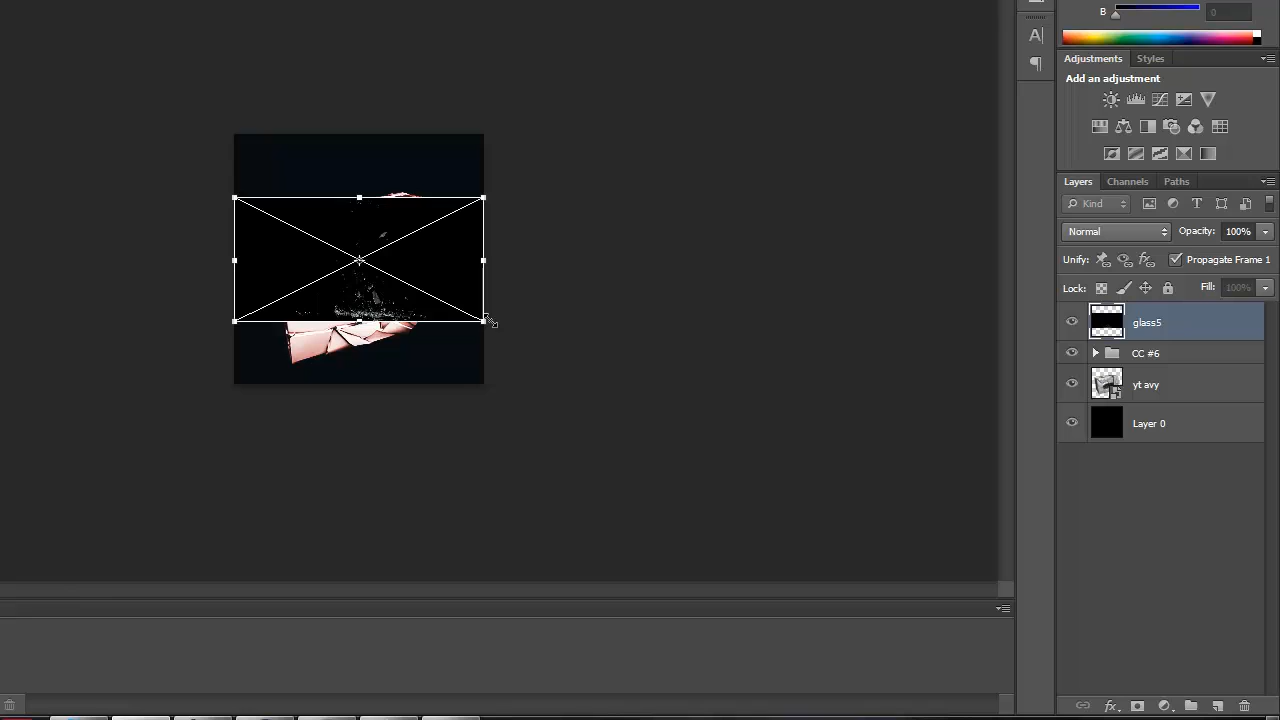 B 0
A|
¶
Adjustments Styles
Add an adjustment
Layers Channels Paths
Kind
Normal Opacity: 100%
Unify: Propagate Frame 1
Lock: Fill: 100%
glass5
CC #6
yt avy
Layer 0
fx